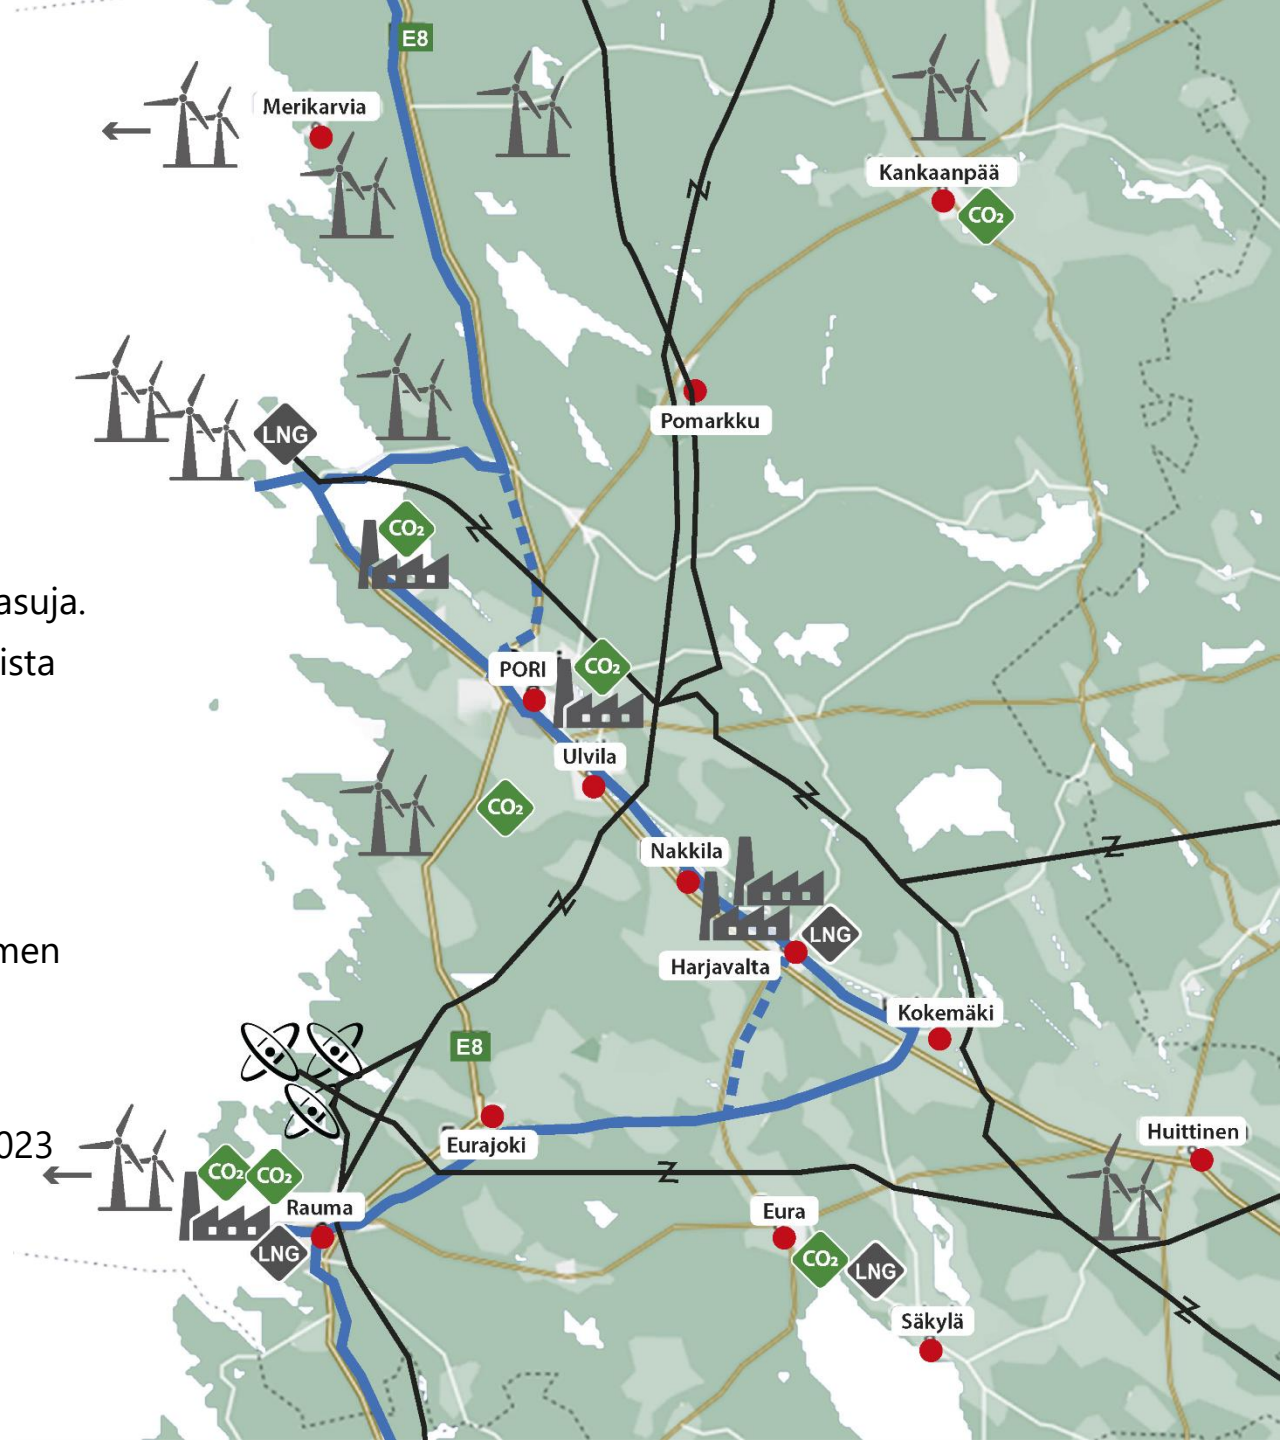 E8
Merikarvia
Kankaanpää
CO₂
Pomarkku
LNG
CO₂
asuja.
ista
PORI
CO₂
Ulvila
CO₂
Nakkila
LNG
Harjavalta
men
Kokemäki
E8
Huittinen
2023
Eurajoki
CO₂
CO₂
Rauma
Eura
LNG
CO₂
LNG
Säkylä